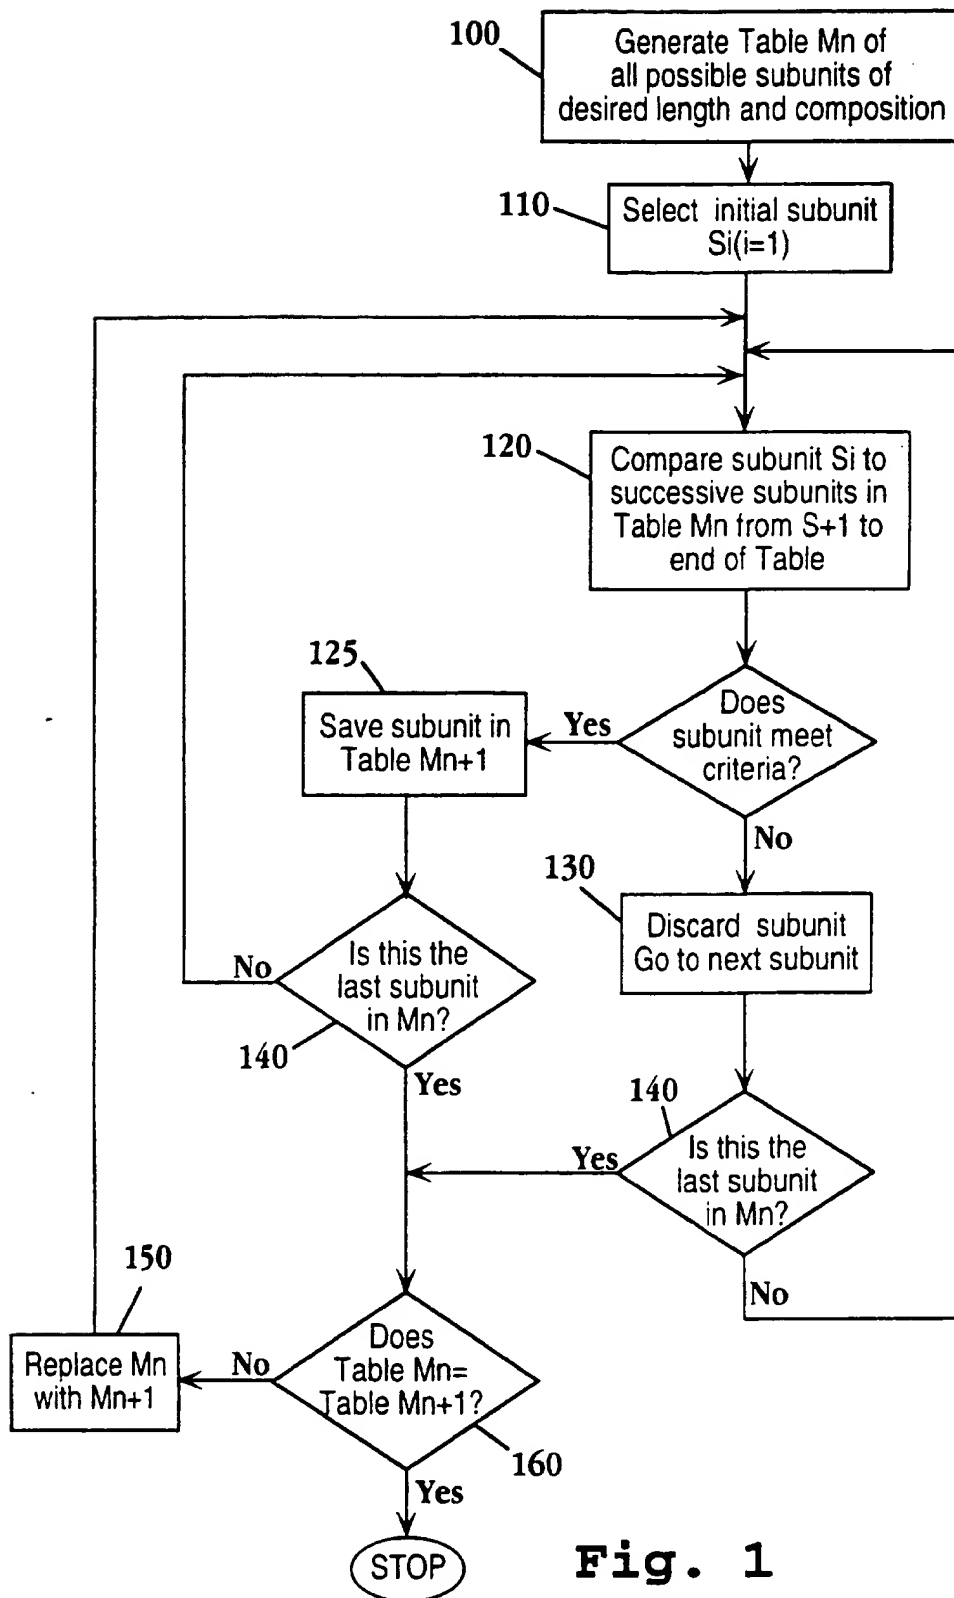 100
Generate Table Mn of
all possible subunits of
desired length and composition
110
Select initial subunit
Si(i=1)
120
Compare subunit Si to
successive subunits in
Table Mn from S+1 to
end of Table
Does
subunit meet
criteria?
Yes
No
125
Save subunit in
Table Mn+1
130
Discard subunit
Go to next subunit
Is this the
last subunit
in Mn?
No
140
Yes
140
Is this the
last subunit
in Mn?
Yes
No
150
Replace Mn
with Mn+1
No
Does
Table Mn=
Table Mn+1?
160
Yes
STOP
Fig. 1